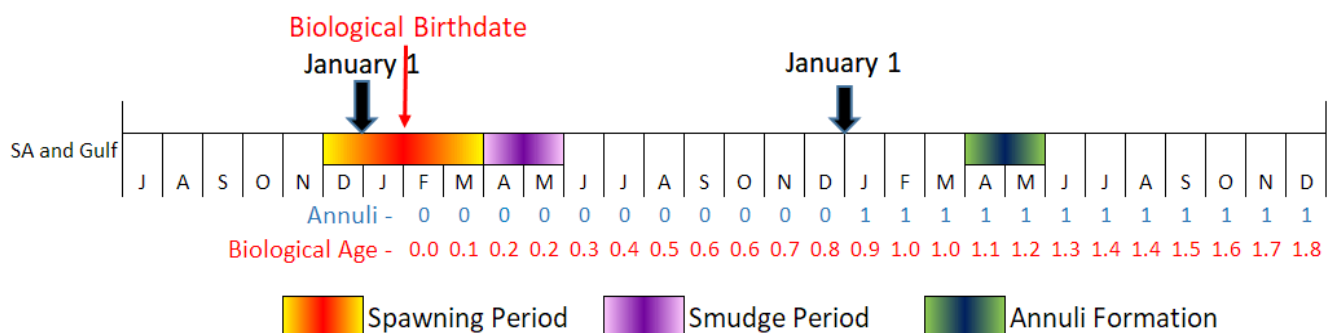 Biological Birthdate
January 1 January 1
SA and Gulf
J A S O N D J F M A M J J A S O N D J F M A M J J A S O N D
Annuli - 0 0 0 0 0 0 0 0 0 0 0 1 1 1 1 1 1 1 1 1 1 1 1
Biological Age - 0.0 0.1 0.2 0.2 0.3 0.4 0.5 0.6 0.6 0.7 0.8 0.9 1.0 1.0 1.1 1.2 1.3 1.4 1.4 1.5 1.6 1.7 1.8
Spawning Period Smudge Period Annuli Formation